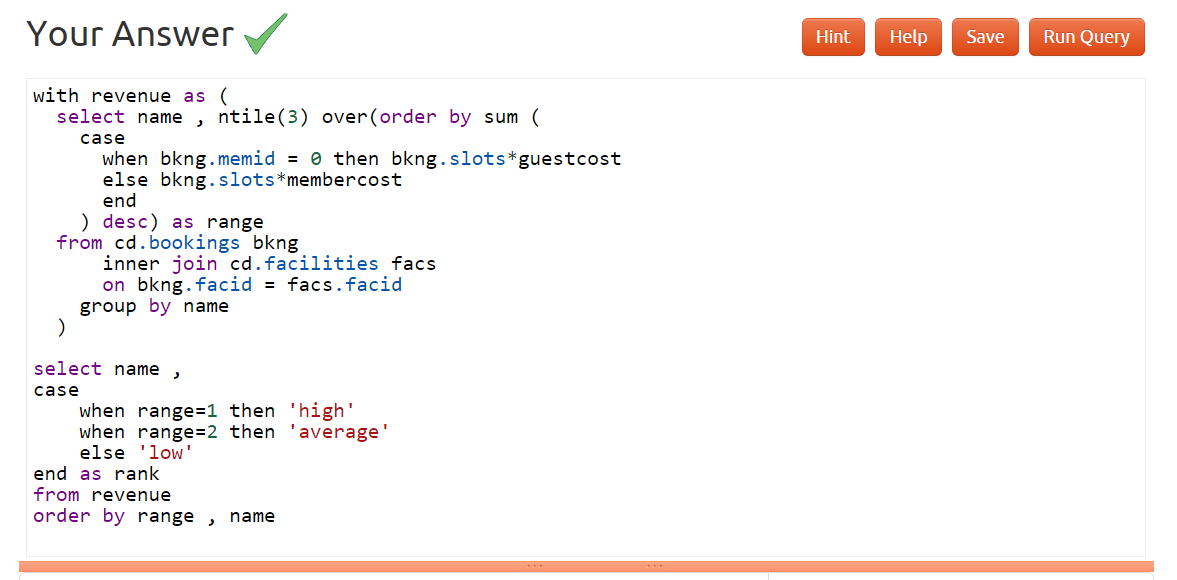 Your Answer
Hint Help Save Run Query
with revenue as (
  select name , ntile(3) over(order by sum (
    case
      when bkng.memid = 0 then bkng.slots*guestcost
      else bkng.slots*membercost
      end
    ) desc) as range
  from cd.bookings bkng
      inner join cd.facilities facs
      on bkng.facid = facs.facid
    group by name
  )
select name ,
case
    when range=1 then 'high'
    when range=2 then 'average'
    else 'low'
end as rank
from revenue
order by range , name